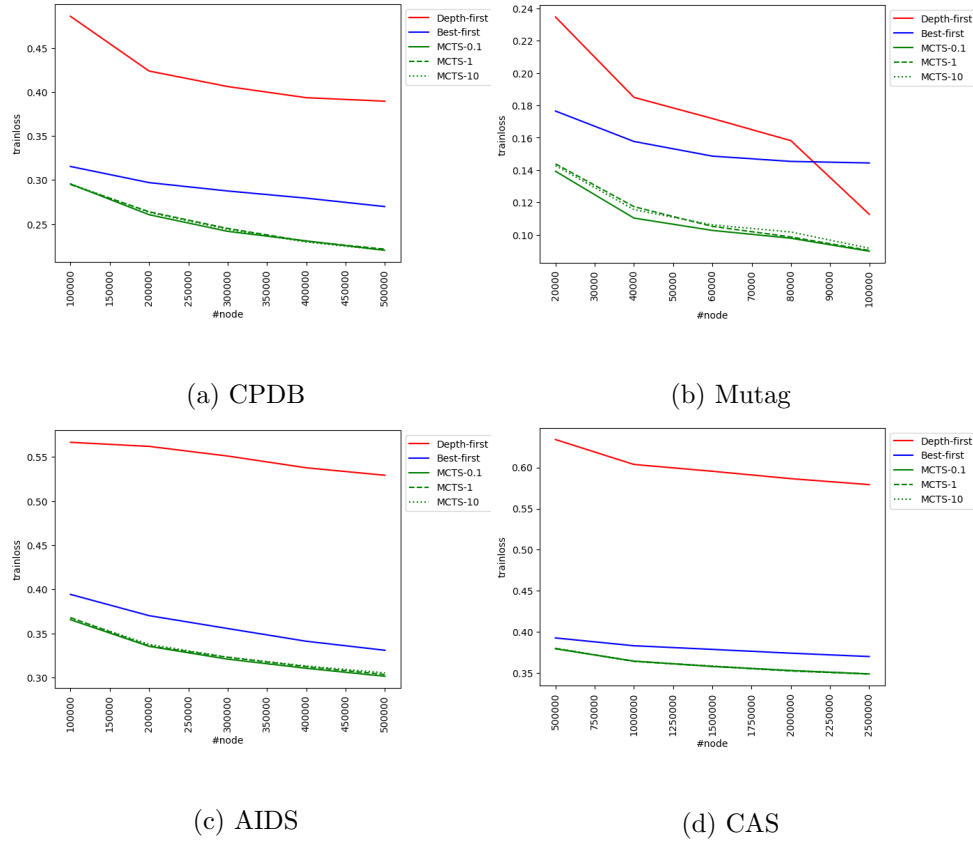 0.45
0.40
0.35
0.30
0.25
trainloss
100000
150000
200000
250000
300000
350000
400000
450000
500000
#node
Depth-first
Best-first
MCTS-0.1
MCTS-1
MCTS-10
(a) CPDB
0.24
0.22
0.20
0.18
0.16
0.14
0.12
0.10
trainloss
20000
30000
40000
50000
60000
70000
80000
90000
100000
#node
Depth-first
Best-first
MCTS-0.1
MCTS-1
MCTS-10
(b) Mutag
0.55
0.50
0.45
0.40
0.35
0.30
trainloss
100000
150000
200000
250000
300000
350000
400000
450000
500000
#node
Depth-first
Best-first
MCTS-0.1
MCTS-1
MCTS-10
(c) AIDS
0.60
0.55
0.50
0.45
0.40
0.35
trainloss
500000
750000
1000000
1250000
1500000
1750000
2000000
2250000
2500000
#node
Depth-first
Best-first
MCTS-0.1
MCTS-1
MCTS-10
(d) CAS